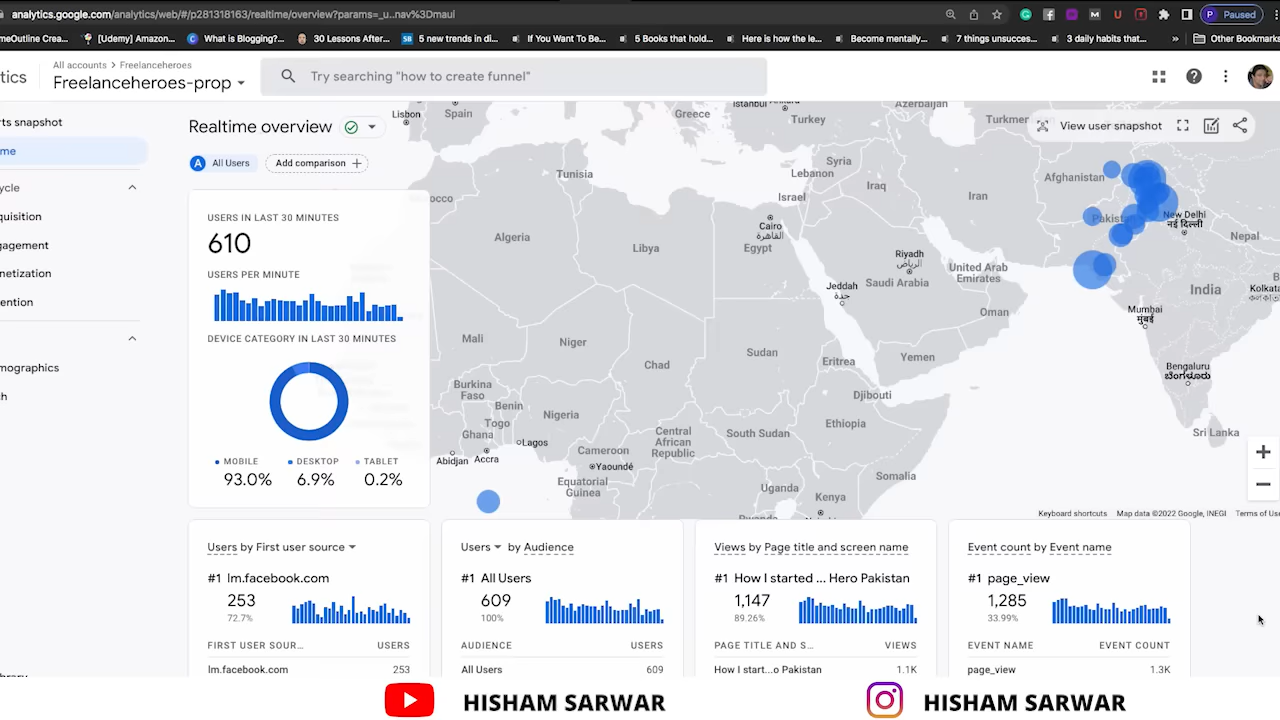 analytics.google.com/analytics/web/#/p281318163/realtime/overview?params=_u..nav%3Dmaui
Paused
meOutline Crea...
[Udemy] Amazon...
What is Blogging?...
30 Lessons After...
5 new trends in di...
If You Want To Be...
5 Books that hold...
Here is how the le...
Become mentally...
7 things unsucces...
3 daily habits that...
Other Bookmarks
tics
All accounts > Freelanceheroes
Freelanceheroes-prop
Try searching "how to create funnel"
rts snapshot
me
ycle
quisition
gagement
netization
ention
mographics
ch
Realtime overview
A All Users
Add comparison +
View user snapshot
USERS IN LAST 30 MINUTES
610
USERS PER MINUTE
DEVICE CATEGORY IN LAST 30 MINUTES
MOBILE DESKTOP TABLET
93.0% 6.9% 0.2%
Lisbon
Spain
Greece
Istanbul
Ankara
Turkey
Azerbaijan
Turkmer
Tunisia
Syria
Lebanon
Israel
Iraq
Iran
Afghanistan
Pakistan
New Delhi
नई दिल्ली
Nepal
occo
Algeria
Libya
Cairo
القاهرة
Egypt
Riyadh
الرياض
Jeddah
جدة
Saudi Arabia
United Arab
Emirates
Oman
India
Kolkata
Mumbai
मुंबई
Mali
Niger
Chad
Sudan
Eritrea
Yemen
Bengaluru
ಬೆಂಗಳೂರು
Burkina
Faso
Benin
Togo
Ghana
Nigeria
Djibouti
Ethiopia
Lagos
Abidjan
Accra
Cameroon
Yaoundé
Central
African
Republic
South Sudan
Sri Lanka
Equatorial
Guinea
Uganda
Kenya
Somalia
Keyboard shortcuts Map data ©2022 Google, INEGI Terms of Use
Users by First user source
#1 lm.facebook.com
253
72.7%
FIRST USER SOUR... USERS
lm.facebook.com 253
Users by Audience
#1 All Users
609
100%
AUDIENCE USERS
All Users 609
Views by Page title and screen name
#1 How I started ... Hero Pakistan
1,147
89.26%
PAGE TITLE AND S... VIEWS
How I start...o Pakistan 1.1K
Event count by Event name
#1 page_view
1,285
33.99%
EVENT NAME EVENT COUNT
page_view 1.3K
HISHAM SARWAR
HISHAM SARWAR